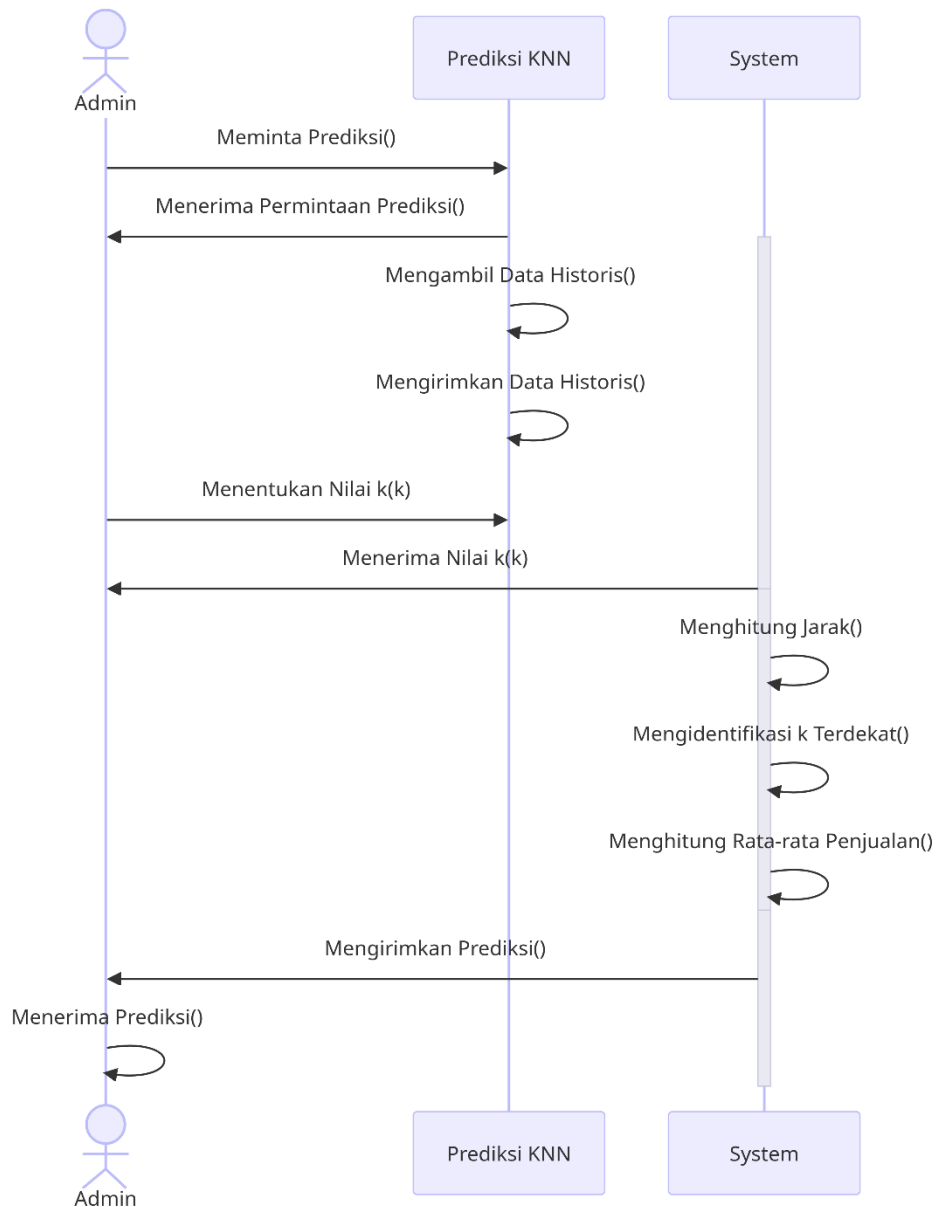 Admin
Prediksi KNN
System
Meminta Prediksi()
Menerima Permintaan Prediksi()
Mengambil Data Historis()
Mengirimkan Data Historis()
Menentukan Nilai k(k)
Menerima Nilai k(k)
Menghitung Jarak()
Mengidentifikasi k Terdekat()
Menghitung Rata-rata Penjualan()
Mengirimkan Prediksi()
Menerima Prediksi()
Admin
Prediksi KNN
System